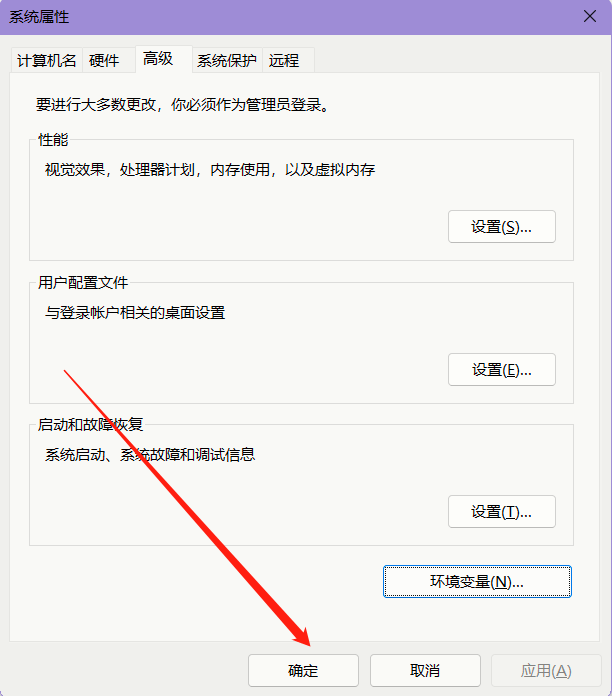 系统属性
计算机名 硬件 高级 系统保护 远程
要进行大多数更改，你必须作为管理员登录。
性能
视觉效果，处理器计划，内存使用，以及虚拟内存
设置(S)...
用户配置文件
与登录帐户相关的桌面设置
设置(E)...
启动和故障恢复
系统启动、系统故障和调试信息
设置(T)...
环境变量(N)...
确定 取消 应用(A)